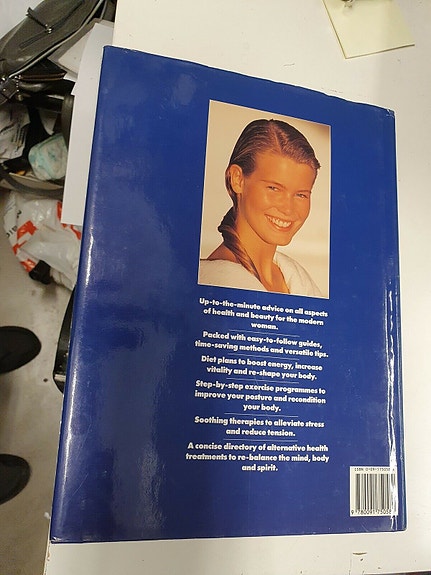 Up-to-the-minute advice on all aspects
of health and beauty for the modern
woman.
Packed with easy-to-follow guides,
time-saving methods and versatile tips.
Diet plans to boost energy, increase
vitality and re-shape your body.
Step-by-step exercise programmes to
improve your posture and recondition
your body.
Soothing therapies to alleviate stress
and reduce tension.
A concise directory of alternative health
treatments to re-balance the mind, body
and spirit.
ISBN